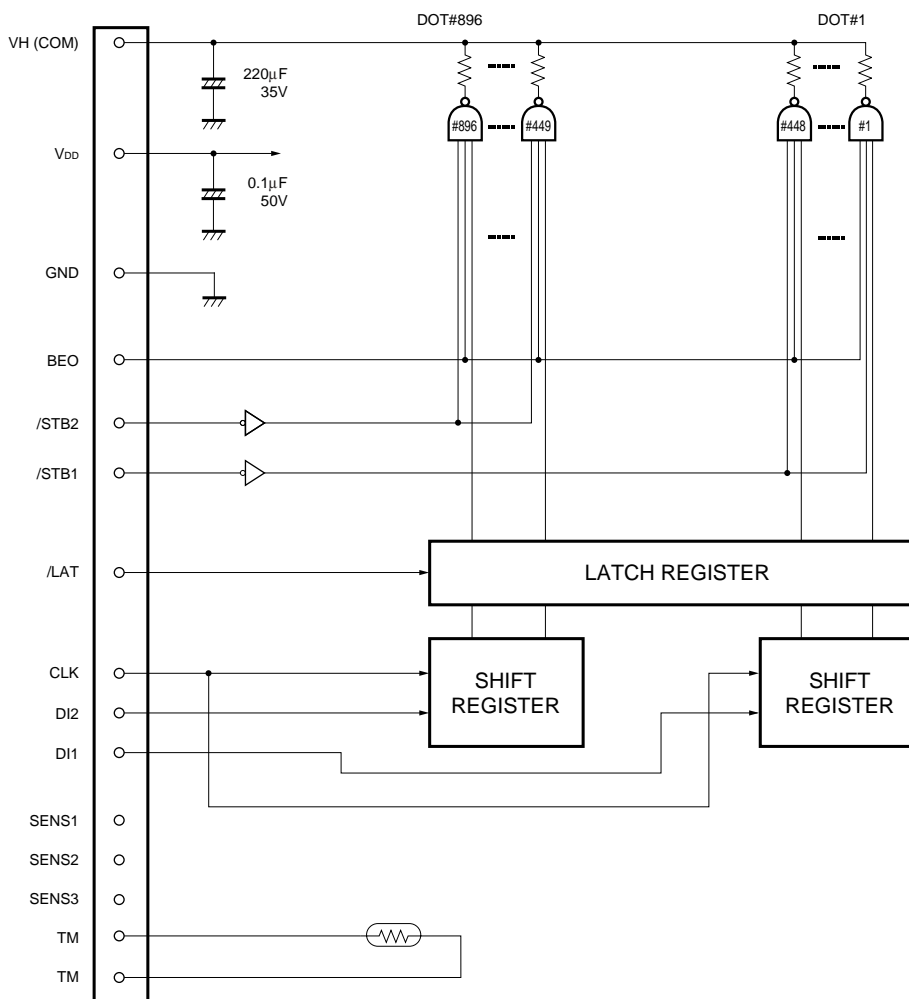 DOT#896
DOT#1
VH (COM)
220μF
35V
#896
#449
#448
#1
VDD
0.1μF
50V
GND
BEO
/STB2
/STB1
/LAT
LATCH REGISTER
CLK
SHIFT
REGISTER
SHIFT
REGISTER
DI2
DI1
SENS1
SENS2
SENS3
TM
TM